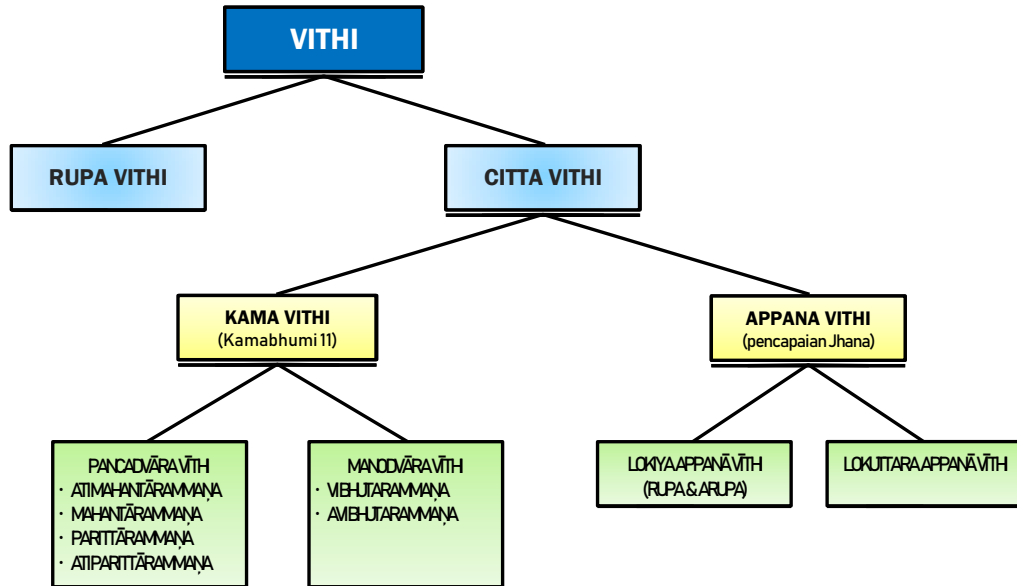 VITHI
RUPA VITHI
CITTA VITHI
KAMA VITHI
(Kamabhumi 11)
APPANA VITHI
(pencapaian Jhana)
PANCADVĀRA VĪTH
· ATIMAHANTĀRAMMAṆA
· MAHANTĀRAMMAṆA
· PARITTĀRAMMAṆA
· ATIPARITTĀRAMMAṆA
MANODVĀRA VĪTH
· VIBHUTARAMMAṆA
· AVIBHUTARAMMAṆA
LOKIYA APPANĀ VĪTH
(RUPA & ARUPA)
LOKUTTARA APPANĀ VĪTH